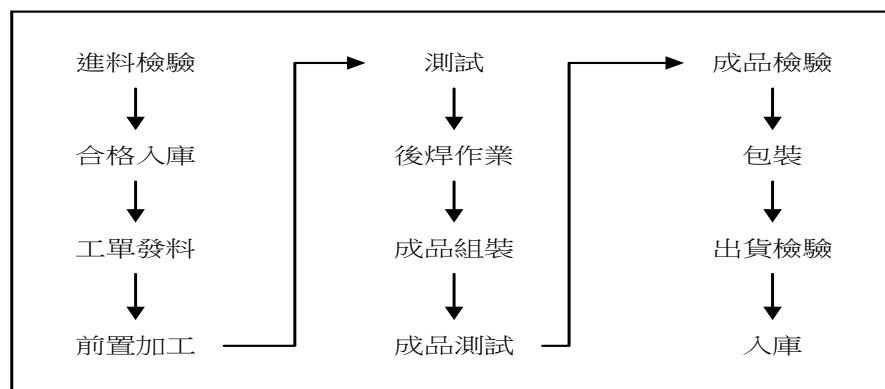 進料檢驗
合格入庫
工單發料
前置加工
測試
後焊作業
成品組裝
成品測試
成品檢驗
包裝
出貨檢驗
入庫